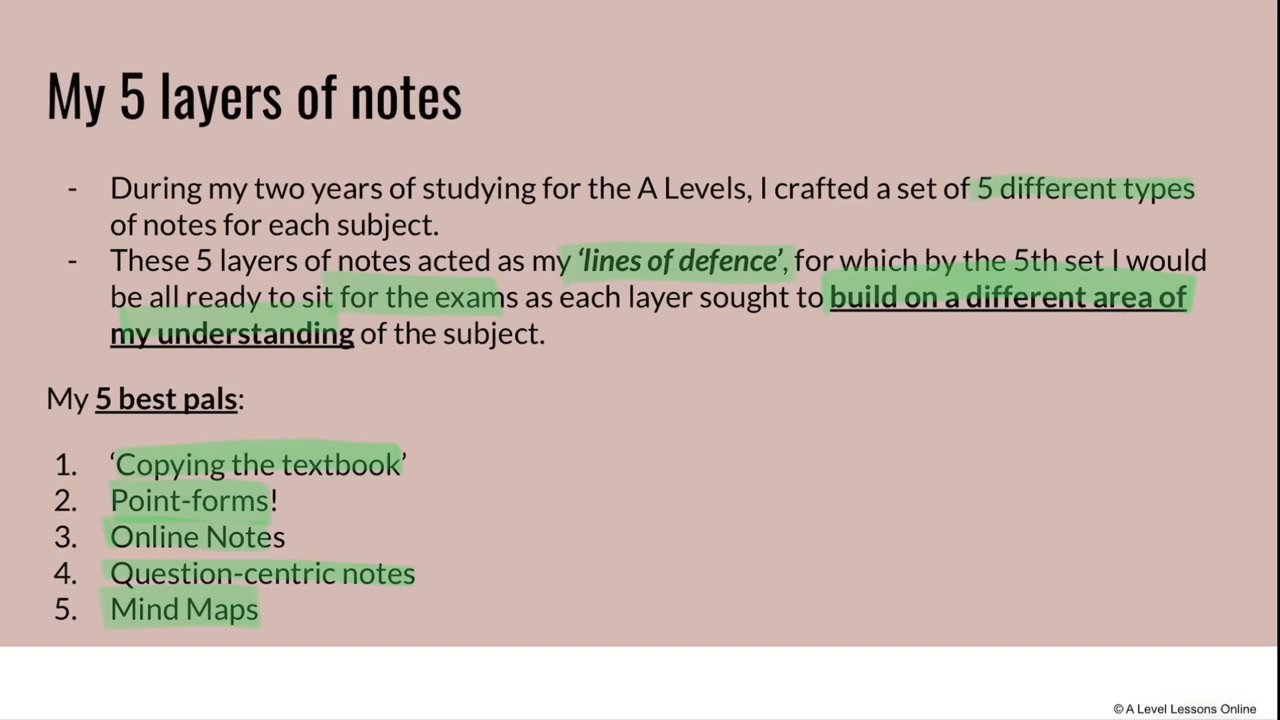 My 5 layers of notes
- During my two years of studying for the A Levels, I crafted a set of 5 different types
of notes for each subject.
- These 5 layers of notes acted as my ‘lines of defence’, for which by the 5th set I would
be all ready to sit for the exams as each layer sought to build on a different area of
my understanding of the subject.
My 5 best pals:
1. ‘Copying the textbook’
2. Point-forms!
3. Online Notes
4. Question-centric notes
5. Mind Maps
© A Level Lessons Online